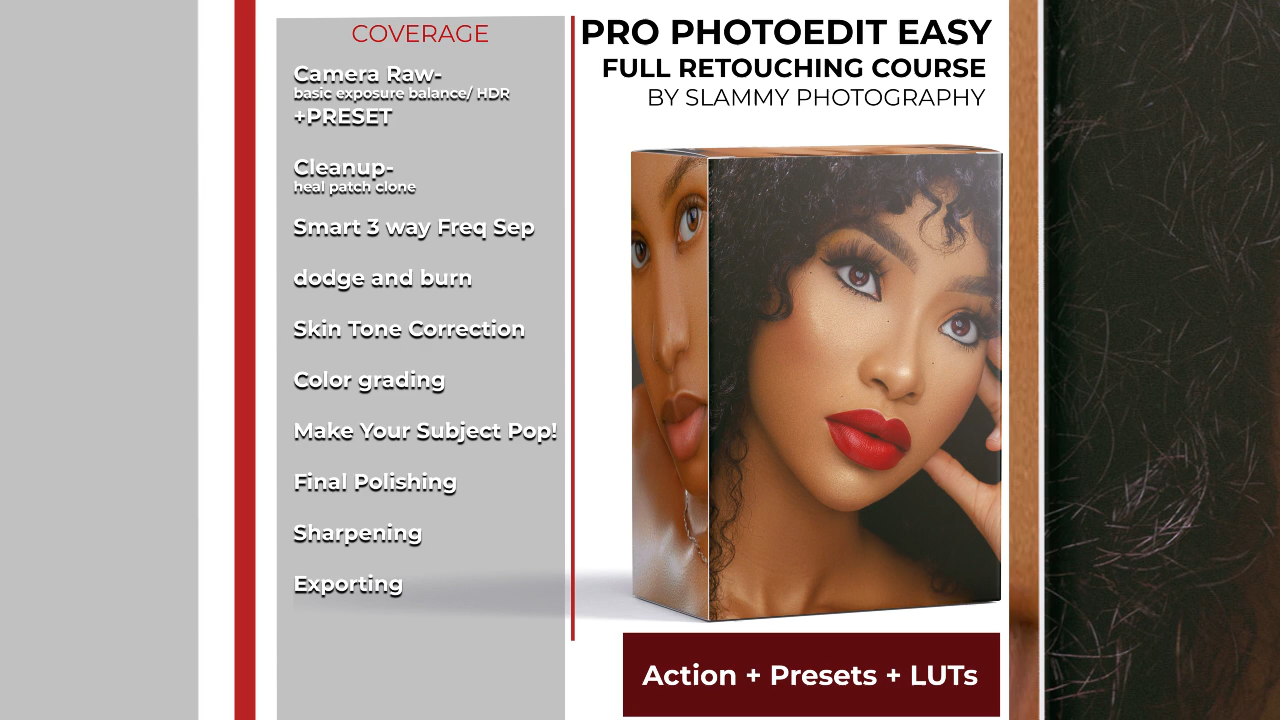 COVERAGE
Camera Raw-
basic exposure balance/ HDR
+PRESET
Cleanup-
heal patch clone
Smart 3 way Freq Sep
dodge and burn
Skin Tone Correction
Color grading
Make Your Subject Pop!
Final Polishing
Sharpening
Exporting
PRO PHOTOEDIT EASY
FULL RETOUCHING COURSE
BY SLAMMY PHOTOGRAPHY
Action + Presets + LUTs